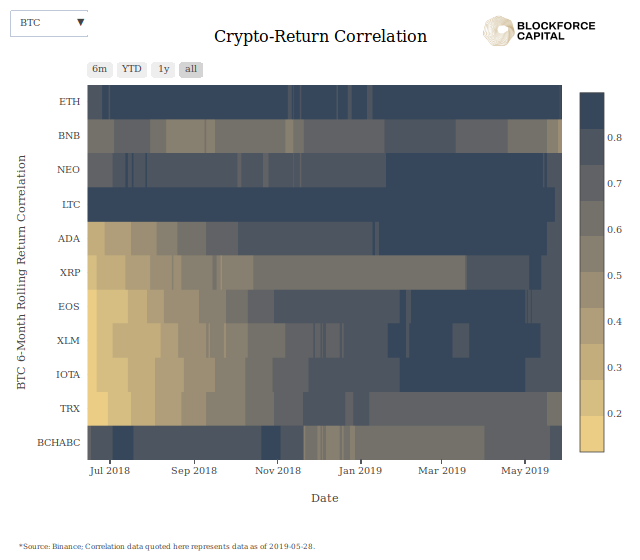 BTC ▼
Crypto-Return Correlation
BLOCKFORCE
CAPITAL
6m YTD 1y all
BTC 6-Month Rolling Return Correlation
ETH
BNB
NEO
LTC
ADA
XRP
EOS
XLM
IOTA
TRX
BCHABC
0.8
0.7
0.6
0.5
0.4
0.3
0.2
Jul 2018 Sep 2018 Nov 2018 Jan 2019 Mar 2019 May 2019
Date
*Source: Binance; Correlation data quoted here represents data as of 2019-05-28.